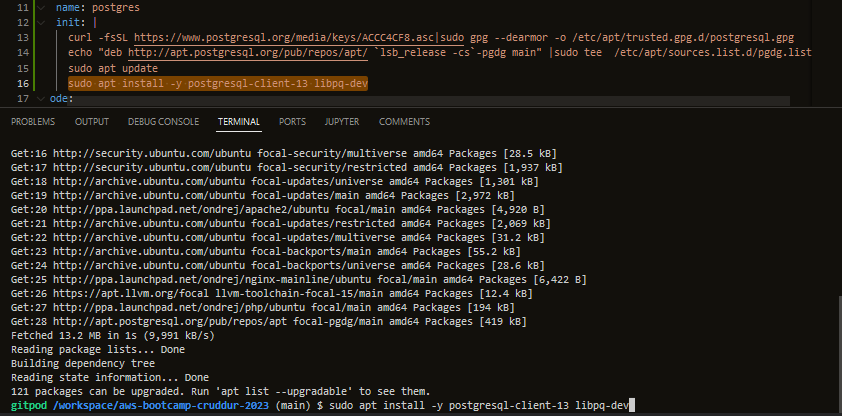 11 name: postgres
12 init: |
13 curl -fsSL https://www.postgresql.org/media/keys/ACCC4CF8.asc|sudo gpg --dearmor -o /etc/apt/trusted.gpg.d/postgresql.gpg
14 echo "deb http://apt.postgresql.org/pub/repos/apt/ `lsb_release -cs`-pgdg main" |sudo tee  /etc/apt/sources.list.d/pgdg.list
15 sudo apt update
16 sudo apt install -y postgresql-client-13 libpq-dev
17 ode:
PROBLEMS OUTPUT DEBUG CONSOLE TERMINAL PORTS JUPYTER COMMENTS
Get:16 http://security.ubuntu.com/ubuntu focal-security/multiverse amd64 Packages [28.5 kB]
Get:17 http://security.ubuntu.com/ubuntu focal-security/restricted amd64 Packages [1,937 kB]
Get:18 http://archive.ubuntu.com/ubuntu focal-updates/universe amd64 Packages [1,301 kB]
Get:19 http://archive.ubuntu.com/ubuntu focal-updates/main amd64 Packages [2,972 kB]
Get:20 http://ppa.launchpad.net/ondrej/apache2/ubuntu focal/main amd64 Packages [4,920 B]
Get:21 http://archive.ubuntu.com/ubuntu focal-updates/restricted amd64 Packages [2,069 kB]
Get:22 http://archive.ubuntu.com/ubuntu focal-updates/multiverse amd64 Packages [31.2 kB]
Get:23 http://archive.ubuntu.com/ubuntu focal-backports/main amd64 Packages [55.2 kB]
Get:24 http://archive.ubuntu.com/ubuntu focal-backports/universe amd64 Packages [28.6 kB]
Get:25 http://ppa.launchpad.net/ondrej/nginx-mainline/ubuntu focal/main amd64 Packages [6,422 B]
Get:26 https://apt.llvm.org/focal llvm-toolchain-focal-15/main amd64 Packages [12.4 kB]
Get:27 http://ppa.launchpad.net/ondrej/php/ubuntu focal/main amd64 Packages [194 kB]
Get:28 http://apt.postgresql.org/pub/repos/apt focal-pgdg/main amd64 Packages [419 kB]
Fetched 13.2 MB in 1s (9,991 kB/s)
Reading package lists... Done
Building dependency tree
Reading state information... Done
121 packages can be upgraded. Run 'apt list --upgradable' to see them.
gitpod /workspace/aws-bootcamp-cruddur-2023 (main) $ sudo apt install -y postgresql-client-13 libpq-dev